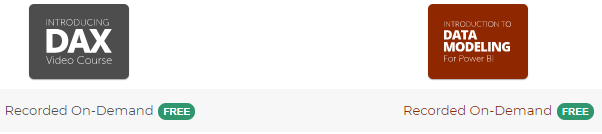 INTRODUCING
DAX
Video Course
Recorded On-Demand FREE
INTRODUCTION TO
DATA
MODELING
For Power BI
Recorded On-Demand FREE